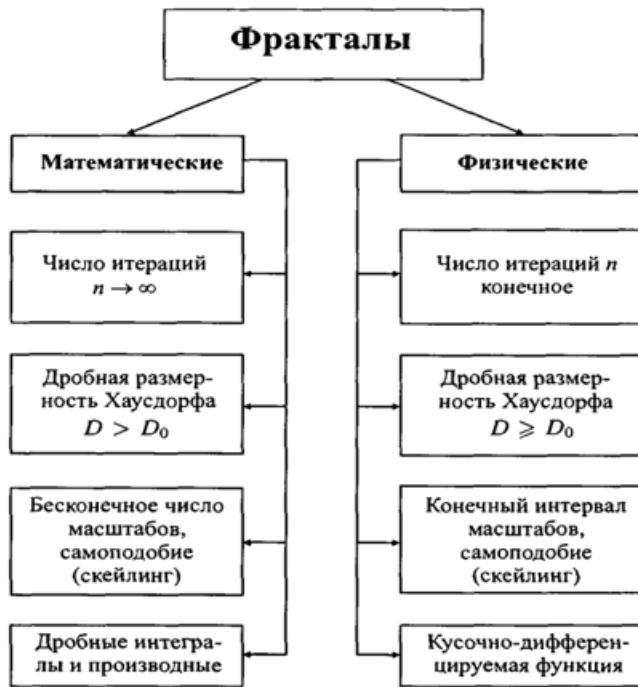 Фракталы
Математические
Число итераций
n → ∞
Дробная размер-
ность Хаусдорфа
D > D₀
Бесконечное число
масштабов,
самоподобие
(скейлинг)
Дробные интегра-
лы и производные
Физические
Число итераций n
конечное
Дробная размер-
ность Хаусдорфа
D ⩾ D₀
Конечный интервал
масштабов,
самоподобие
(скейлинг)
Кусочно-дифферен-
цируемая функция